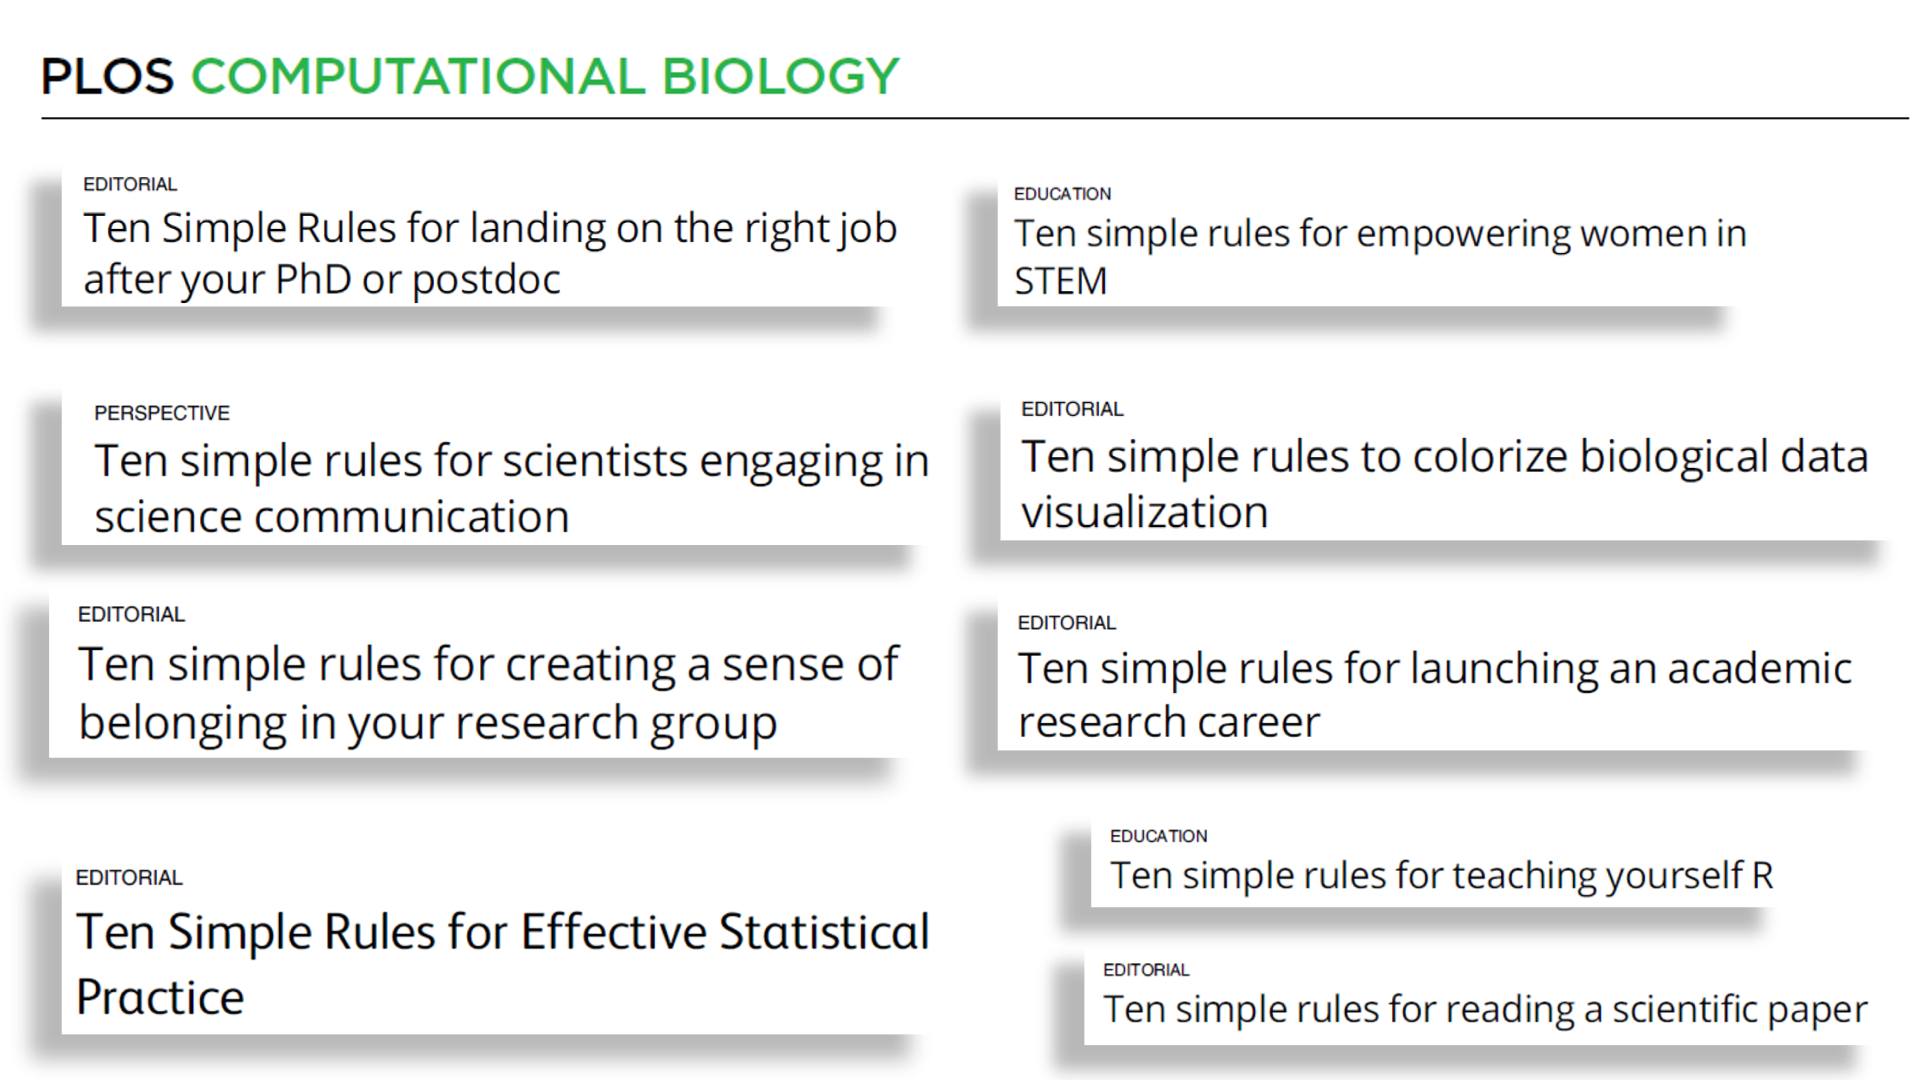 PLOS COMPUTATIONAL BIOLOGY
EDITORIAL
Ten Simple Rules for landing on the right job
after your PhD or postdoc
EDUCATION
Ten simple rules for empowering women in
STEM
PERSPECTIVE
Ten simple rules for scientists engaging in
science communication
EDITORIAL
Ten simple rules to colorize biological data
visualization
EDITORIAL
Ten simple rules for creating a sense of
belonging in your research group
EDITORIAL
Ten simple rules for launching an academic
research career
EDITORIAL
Ten Simple Rules for Effective Statistical
Practice
EDUCATION
Ten simple rules for teaching yourself R
EDITORIAL
Ten simple rules for reading a scientific paper